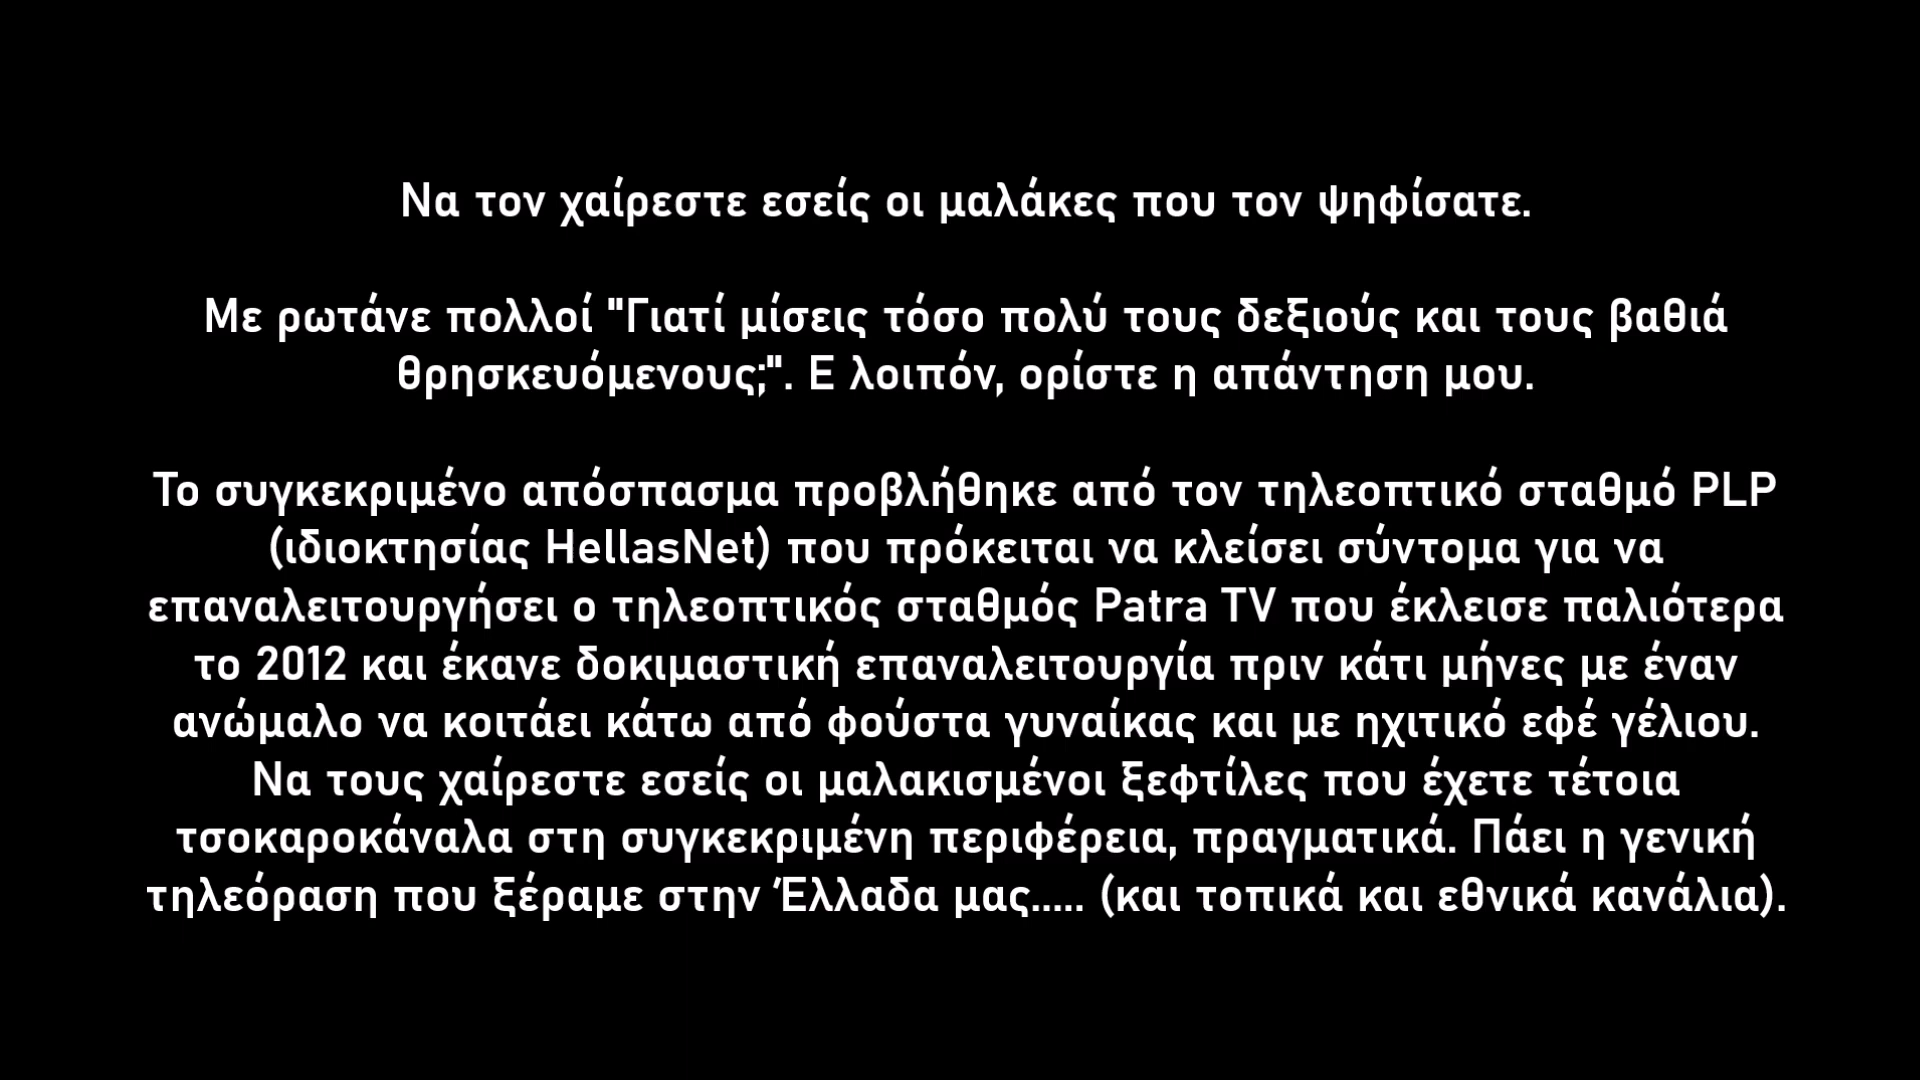 Να τον χαίρεστε εσείς οι μαλάκες που τον ψηφίσατε.
Με ρωτάνε πολλοί "Γιατί μίσεις τόσο πολύ τους δεξιούς και τους βαθιά
θρησκευόμενους;". Ε λοιπόν, ορίστε η απάντηση μου.
Το συγκεκριμένο απόσπασμα προβλήθηκε από τον τηλεοπτικό σταθμό PLP
(ιδιοκτησίας HellasNet) που πρόκειται να κλείσει σύντομα για να
επαναλειτουργήσει ο τηλεοπτικός σταθμός Patra TV που έκλεισε παλιότερα
το 2012 και έκανε δοκιμαστική επαναλειτουργία πριν κάτι μήνες με έναν
ανώμαλο να κοιτάει κάτω από φούστα γυναίκας και με ηχιτικό εφέ γέλιου.
Να τους χαίρεστε εσείς οι μαλακισμένοι ξεφτίλες που έχετε τέτοια
τσοκαροκάναλα στη συγκεκριμένη περιφέρεια, πραγματικά. Πάει η γενική
τηλεόραση που ξέραμε στην Έλλαδα μας..... (και τοπικά και εθνικά κανάλια).